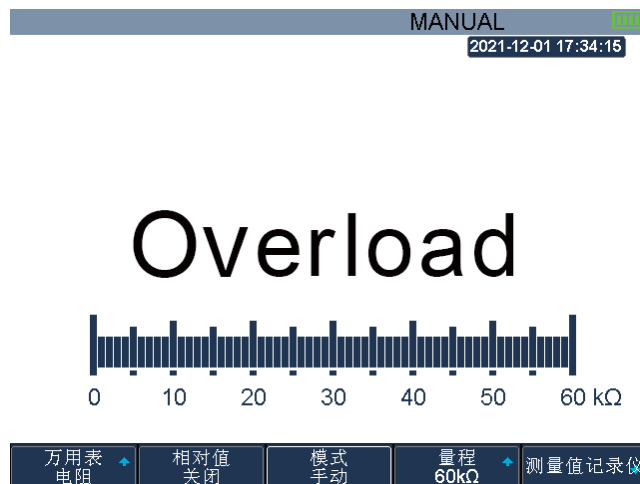 MANUAL
2021-12-01 17:34:15
Overload
0 10 20 30 40 50 60 kΩ
万用表 相对值 模式 量程 测量值记录仪
电阻 关闭 手动 60kΩ